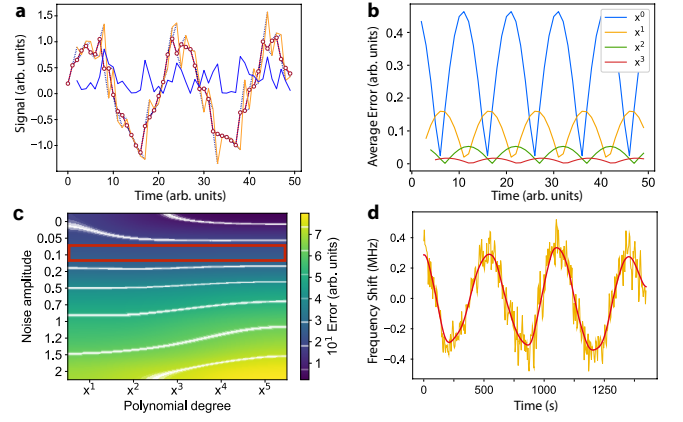 a
Signal (arb. units)
1.5
1.0
0.5
0.0
−0.5
−1.0
0 10 20 30 40 50
Time (arb. units)
b
Average Error (arb. units)
0.4
0.3
0.2
0.1
0
0 10 20 30 40 50
Time (arb. units)
x⁰
x¹
x²
x³
c
Noise amplitude
0
0.05
0.1
0.2
0.5
0.7
1
1.2
1.5
2
x¹ x² x³ x⁴ x⁵
Polynomial degree
7
6
5
4
3
2
1
10¹ Error (arb. units)
d
Frequency Shift (MHz)
0.4
0.2
0.0
−0.2
−0.4
0 500 1000 1250
Time (s)